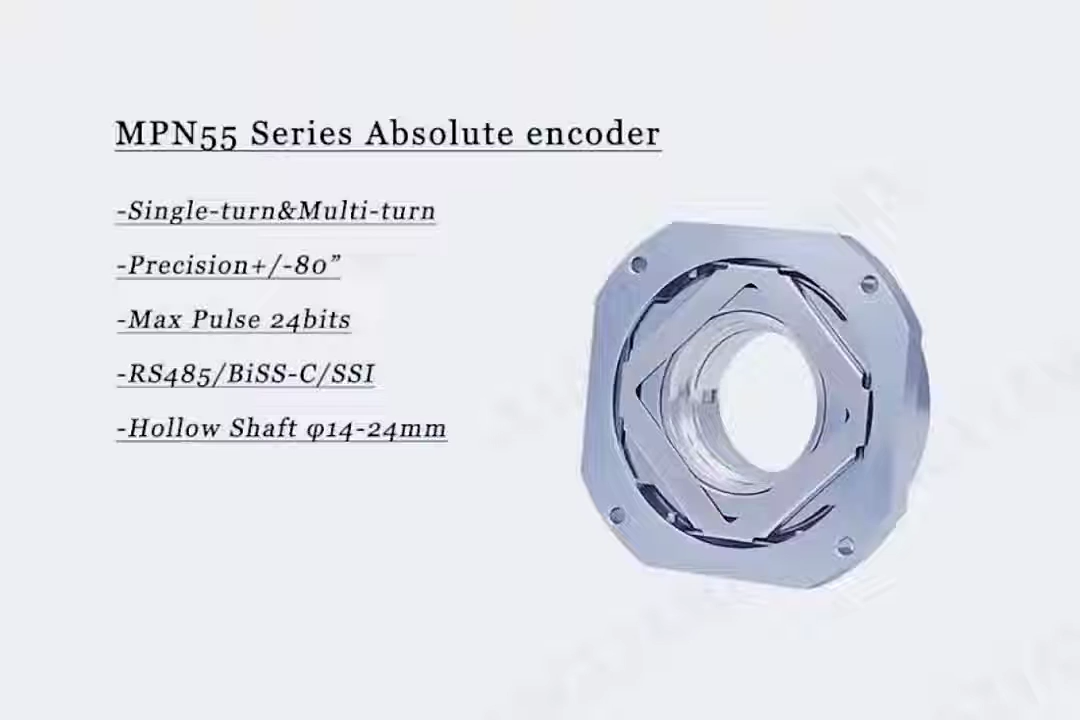 MPN55 Series Absolute encoder
-Single-turn&Multi-turn
-Precision+/-80”
-Max Pulse 24bits
-RS485/BiSS-C/SSI
-Hollow Shaft φ14-24mm